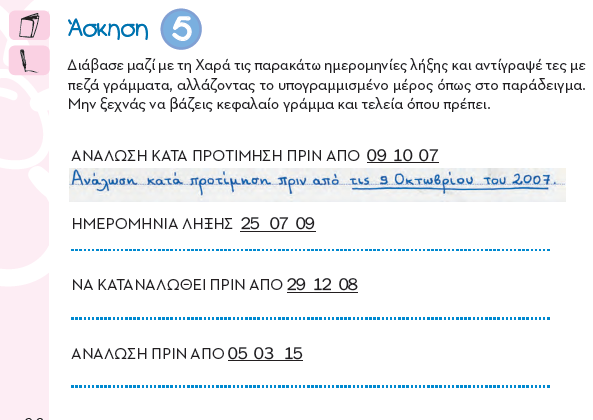 Άσκηση 5
Διάβασε μαζί με τη Χαρά τις παρακάτω ημερομηνίες λήξης και αντίγραψέ τες με
πεζά γράμματα, αλλάζοντας το υπογραμμισμένο μέρος όπως στο παράδειγμα.
Μην ξεχνάς να βάζεις κεφαλαίο γράμμα και τελεία όπου πρέπει.
ΑΝΑΛΩΣΗ ΚΑΤΑ ΠΡΟΤΙΜΗΣΗ ΠΡΙΝ ΑΠΟ 09 10 07
Ανάλωση κατά προτίμηση πριν από τις 9 Οκτωβρίου του 2007.
ΗΜΕΡΟΜΗΝΙΑ ΛΗΞΗΣ 25 07 09
ΝΑ ΚΑΤΑΝΑΛΩΘΕΙ ΠΡΙΝ ΑΠΟ 29 12 08
ΑΝΑΛΩΣΗ ΠΡΙΝ ΑΠΟ 05 03 15